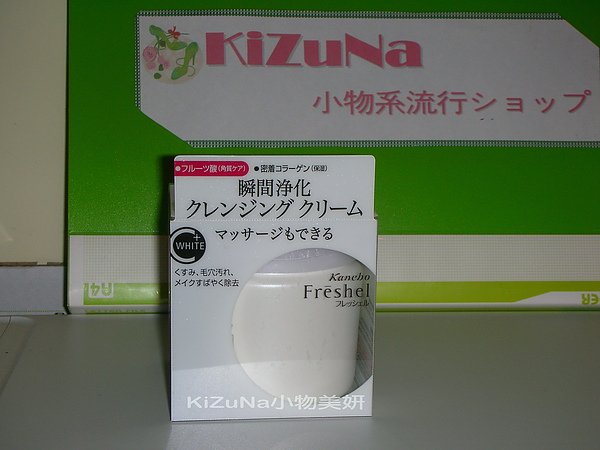 KiZuNa
小物系流行ショップ
•フルーツ酸(角質ケア) •密着コラーゲン(保湿)
瞬間浄化
クレンジング クリーム
+
WHITE
マッサージもできる
くすみ、毛穴汚れ、
メイクすばやく除去
Kanebo
Frēshel
フレッシェル
A4
ER
KiZuNa小物美妍